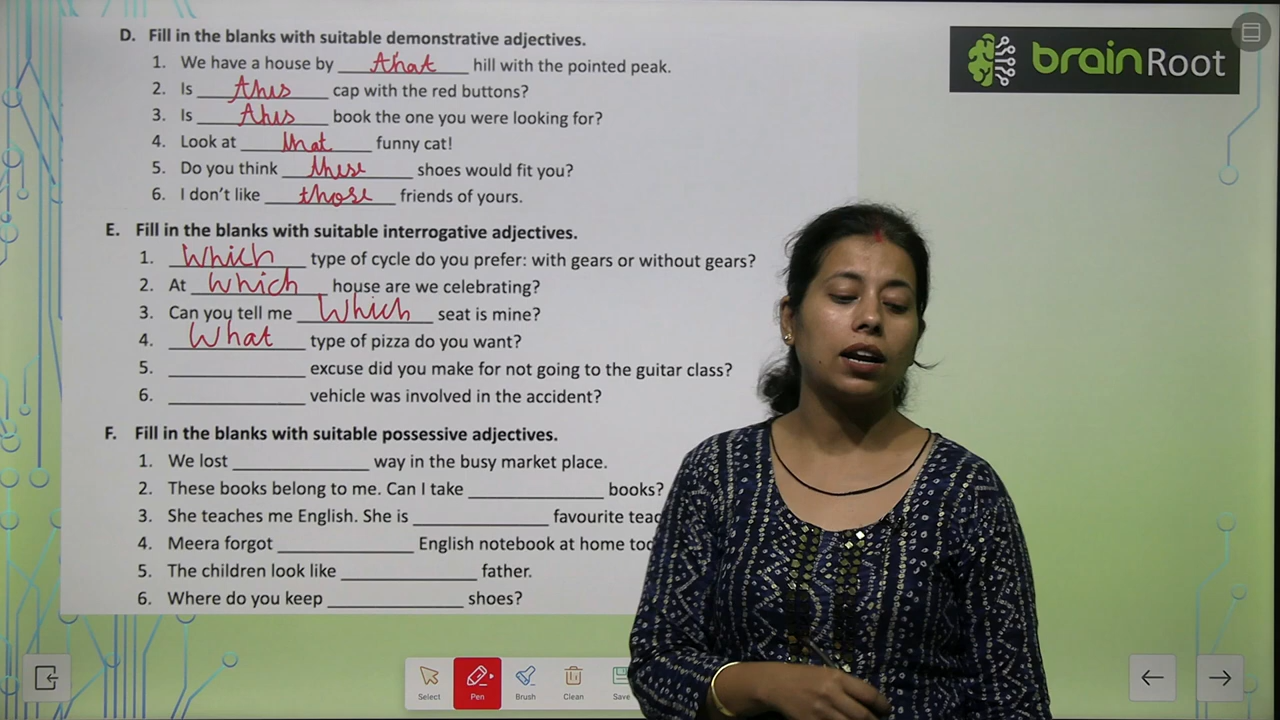 brainRoot
D. Fill in the blanks with suitable demonstrative adjectives.
1. We have a house by that hill with the pointed peak.
2. Is this cap with the red buttons?
3. Is this book the one you were looking for?
4. Look at that funny cat!
5. Do you think these shoes would fit you?
6. I don't like those friends of yours.
E. Fill in the blanks with suitable interrogative adjectives.
1. Which type of cycle do you prefer: with gears or without gears?
2. At which house are we celebrating?
3. Can you tell me Which seat is mine?
4. What type of pizza do you want?
5. ____________ excuse did you make for not going to the guitar class?
6. ____________ vehicle was involved in the accident?
F. Fill in the blanks with suitable possessive adjectives.
1. We lost ____________ way in the busy market place.
2. These books belong to me. Can I take ____________ books?
3. She teaches me English. She is ____________ favourite
4. Meera forgot ____________ English notebook at home
5. The children look like ____________ father.
6. Where do you keep ____________ shoes?
Select Pen Brush Clean Save